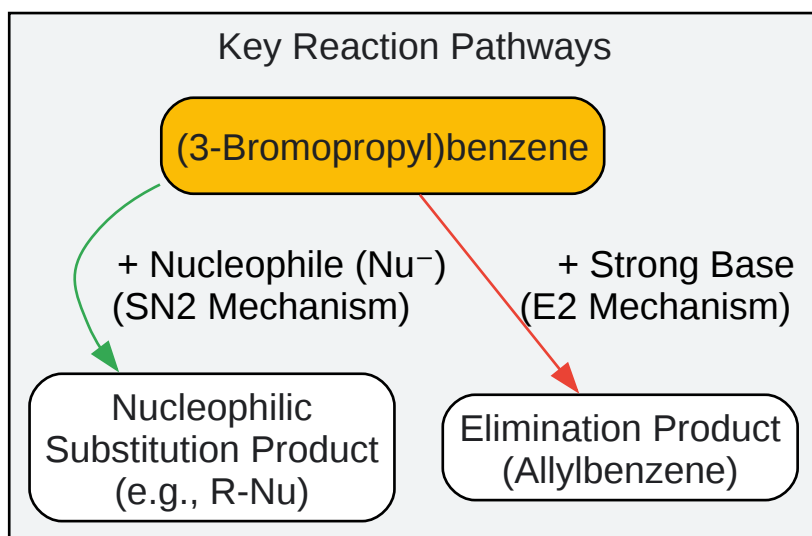 Key Reaction Pathways
(3-Bromopropyl)benzene
+ Nucleophile (Nu⁻)
(SN2 Mechanism)
+ Strong Base
(E2 Mechanism)
Nucleophilic
Substitution Product
(e.g., R-Nu)
Elimination Product
(Allylbenzene)